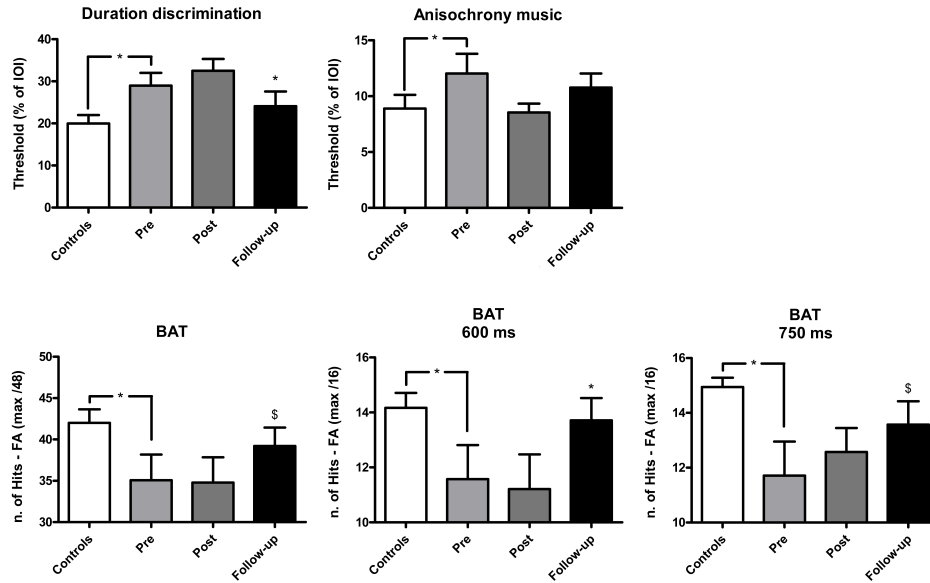 Duration discrimination
Threshold (% of IOI)
40
30
20
10
0
*
*
Controls
Pre
Post
Follow-up
Anisochrony music
Threshold (% of IOI)
15
10
5
0
*
Controls
Pre
Post
Follow-up
BAT
n. of Hits - FA (max /48)
50
45
40
35
30
*
$
Controls
Pre
Post
Follow-up
BAT
600 ms
n. of Hits - FA (max /16)
16
14
12
10
*
*
Controls
Pre
Post
Follow-up
BAT
750 ms
n. of Hits - FA (max /16)
16
14
12
10
*
$
Controls
Pre
Post
Follow-up